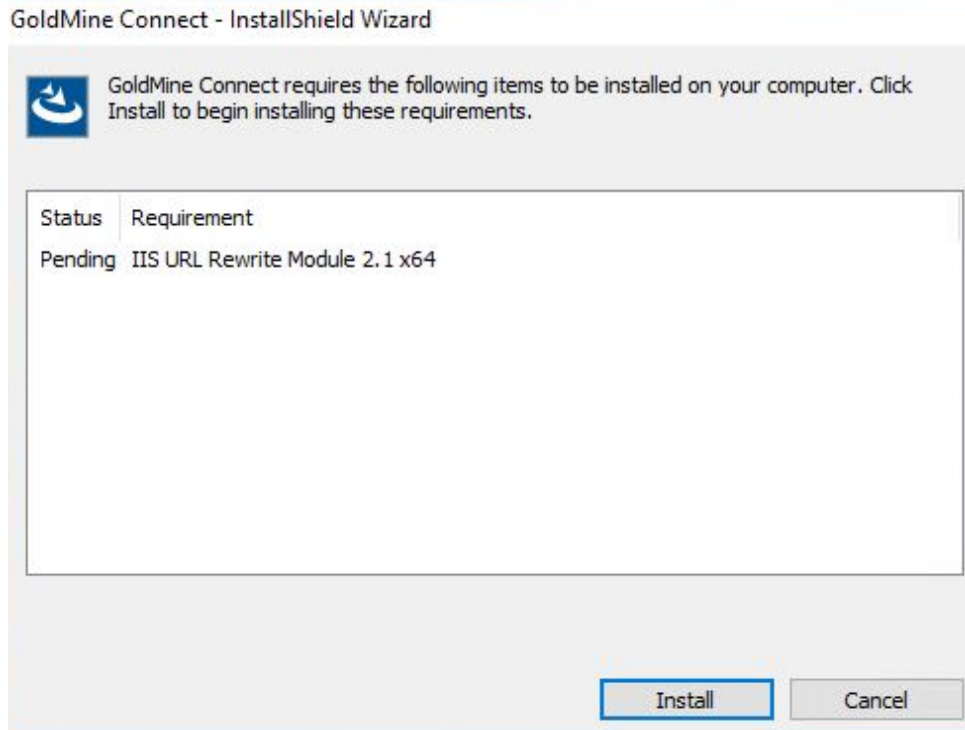 GoldMine Connect - InstallShield Wizard
GoldMine Connect requires the following items to be installed on your computer. Click
Install to begin installing these requirements.
Status Requirement
Pending IIS URL Rewrite Module 2.1 x64
Install Cancel